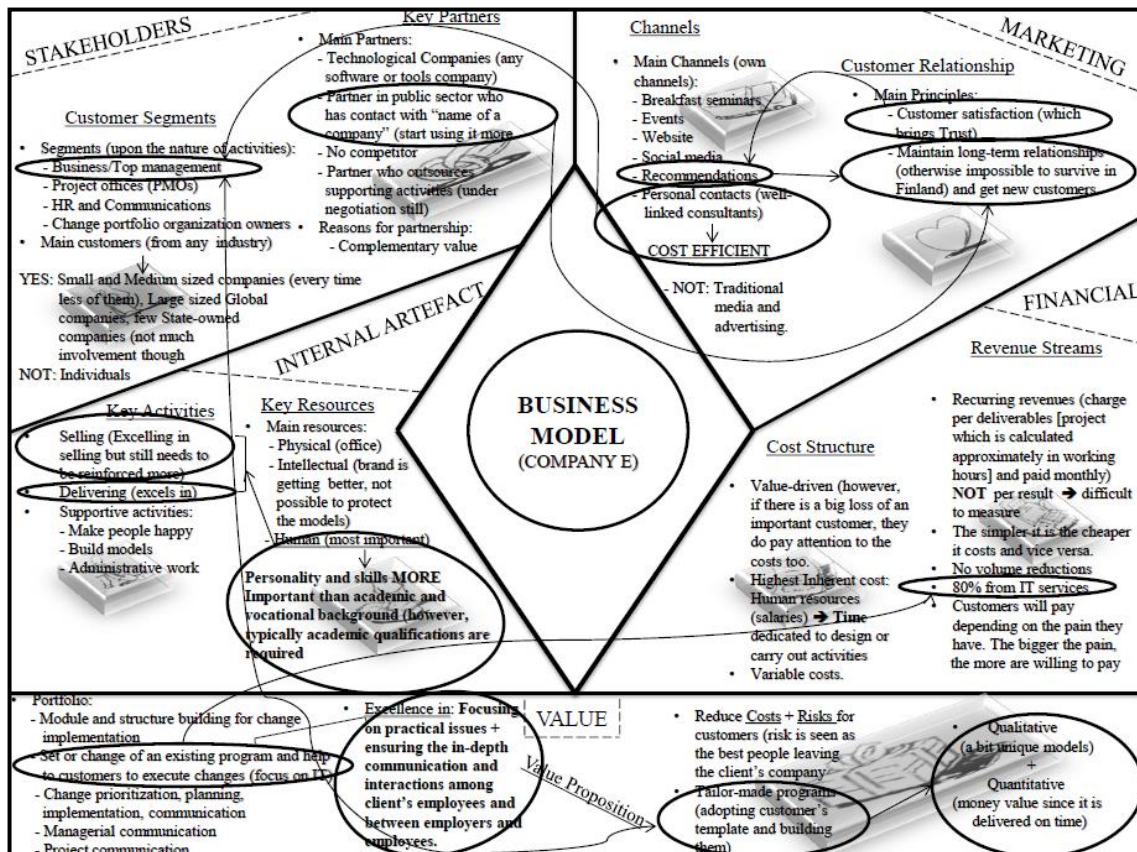 STAKEHOLDERS
Key Partners
• Main Partners:
- Technological Companies (any
software or tools company)
- Partner in public sector who
has contact with “name of a
company” (start using it more
- No competitor
- Partner who outsources
supporting activities (under
negotiation still)
• Reasons for partnership:
- Complementary value
Customer Segments
• Segments (upon the nature of activities):
- Business/Top management
- Project offices (PMOs)
- HR and Communications
- Change portfolio organization owners
• Main customers (from any industry)
YES: Small and Medium sized companies (every time
less of them), Large sized Global
companies, few State-owned
companies (not much
involvement though
NOT: Individuals
MARKETING
Channels
• Main Channels (own
channels):
- Breakfast seminars
- Events
- Website
- Social media
- Recommendations
- Personal contacts (well-
linked consultants)
COST EFFICIENT
- NOT: Traditional
media and
advertising.
Customer Relationship
• Main Principles:
- Customer satisfaction (which
brings Trust)
- Maintain long-term relationships
(otherwise impossible to survive in
Finland) and get new customers
INTERNAL ARTEFACT
Key Activities
• Selling (Excelling in
selling but still needs to
be reinforced more)
• Delivering (excels in)
• Supportive activities:
- Make people happy
- Build models
- Administrative work
Key Resources
• Main resources:
- Physical (office)
- Intellectual (brand is
getting better, not
possible to protect
the models)
- Human (most important)
Personality and skills MORE
Important than academic and
vocational background (however,
typically academic qualifications are
required
BUSINESS
MODEL
(COMPANY E)
FINANCIAL
Cost Structure
• Value-driven (however,
if there is a big loss of an
important customer, they
do pay attention to the
costs too.
• Highest Inherent cost:
Human resources
(salaries) ➔ Time
dedicated to design or
carry out activities
• Variable costs.
Revenue Streams
• Recurring revenues (charge
per deliverables [project
which is calculated
approximately in working
hours] and paid monthly)
NOT per result ➔ difficult
to measure
• The simpler it is the cheaper
it costs and vice versa.
• No volume reductions
• 80% from IT services
• Customers will pay
depending on the pain they
have. The bigger the pain,
the more are willing to pay
VALUE
• Portfolio:
- Module and structure building for change
implementation
- Set or change of an existing program and help
to customers to execute changes (focus on IT)
- Change prioritization, planning,
implementation, communication
- Managerial communication
- Project communication
• Excellence in: Focusing
on practical issues +
ensuring the in-depth
communication and
interactions among
client’s employees and
between employers and
employees.
Value Proposition
• Reduce Costs + Risks for
customers (risk is seen as
the best people leaving
the client’s company
• Tailor-made programs
(adopting customer’s
template and building
them)
• Qualitative
(a bit unique models)
+
Quantitative
(money value since it is
delivered on time)